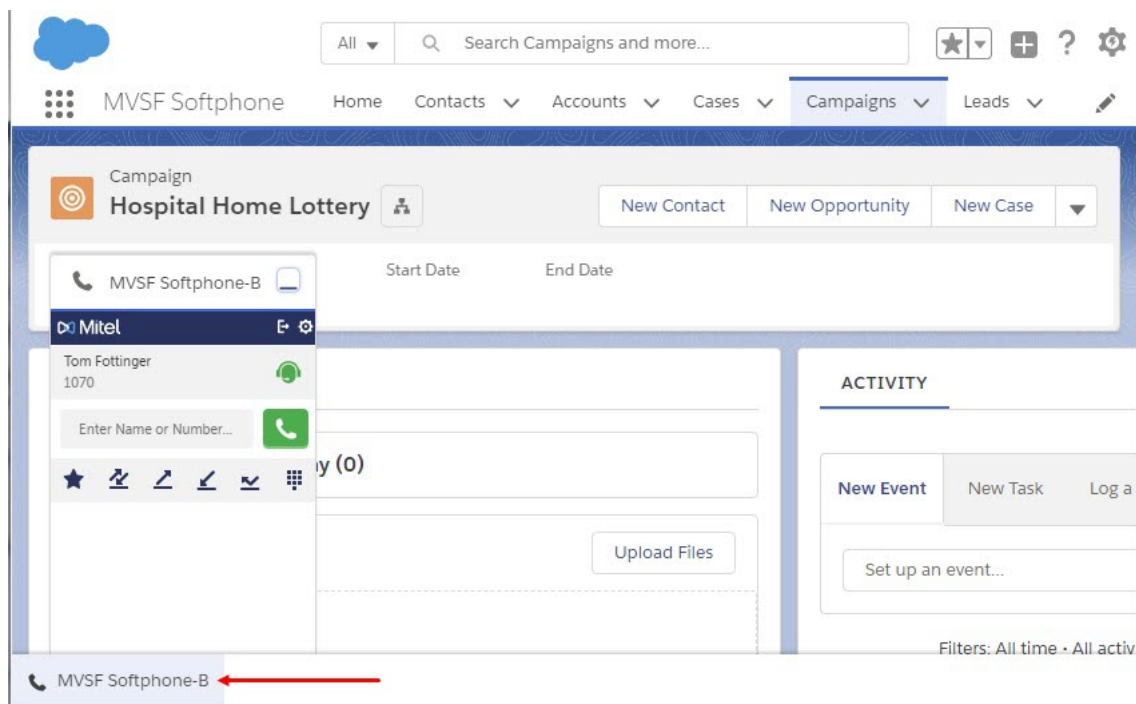 All
Search Campaigns and more...
MVSF Softphone Home Contacts Accounts Cases Campaigns Leads
Campaign
Hospital Home Lottery
New Contact New Opportunity New Case
Start Date End Date
MVSF Softphone-B
Mitel
Tom Fottinger
1070
Enter Name or Number...
y (0)
Upload Files
ACTIVITY
New Event New Task Log a
Set up an event...
Filters: All time • All activ
MVSF Softphone-B